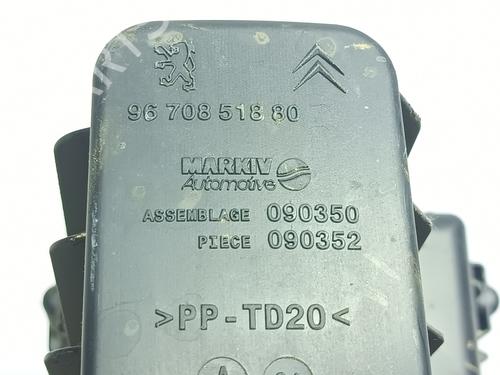 96 708 518 80
MARKIV
Automotive
ASSEMBLAGE 090350
PIECE 090352
>PP-TD20<